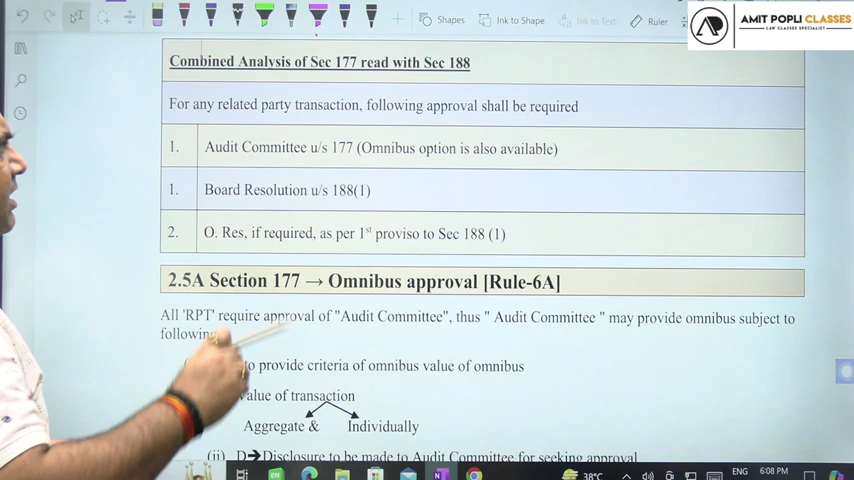 Shapes
Ink to Shape
Ink to Text
Ruler
AMIT POPLI CLASSES
LAW CLASSES SPECIALIST
Combined Analysis of Sec 177 read with Sec 188
For any related party transaction, following approval shall be required
1. Audit Committee u/s 177 (Omnibus option is also available)
1. Board Resolution u/s 188(1)
2. O. Res, if required, as per 1st proviso to Sec 188 (1)
2.5A Section 177 → Omnibus approval [Rule-6A]
All 'RPT' require approval of "Audit Committee", thus " Audit Committee " may provide omnibus subject to
following
to provide criteria of omnibus value of omnibus
value of transaction
Aggregate & Individually
(ii) D➔Disclosure to be made to Audit Committee for seeking approval
38°C
ENG
6:08 PM